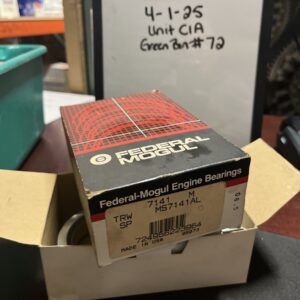 4-1-25
Unit C1A
Green Bin # 72
FEDERAL
MOGUL
Federal-Mogul Engine Bearings
7141 M
TRW MS7141AL
SP
MADE IN USA